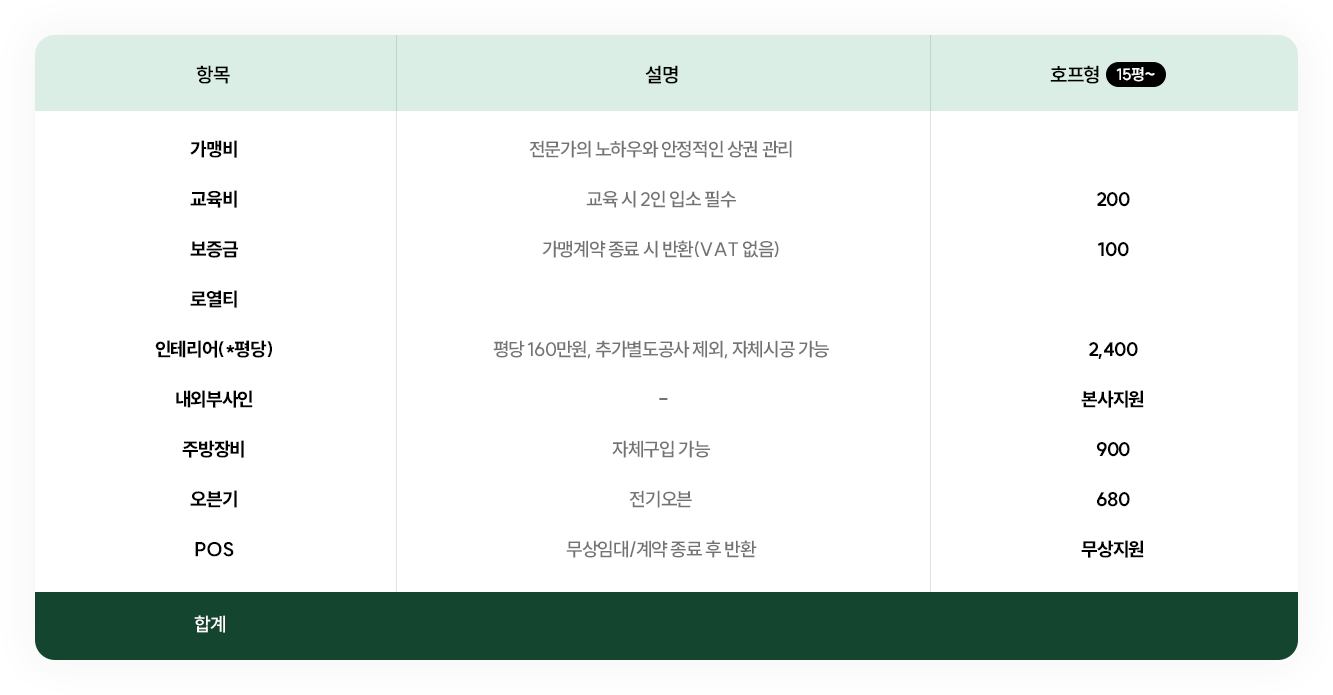 항목 설명 호프형 15평~
가맹비 전문가의 노하우와 안정적인 상권 관리
교육비 교육 시 2인 입소 필수 200
보증금 가맹계약 종료 시 반환(VAT 없음) 100
로열티
인테리어(*평당) 평당 160만원, 추가별도공사 제외, 자체시공 가능 2,400
내외부사인 - 본사지원
주방장비 자체구입 가능 900
오븐기 전기오븐 680
POS 무상임대/계약 종료 후 반환 무상지원
합계